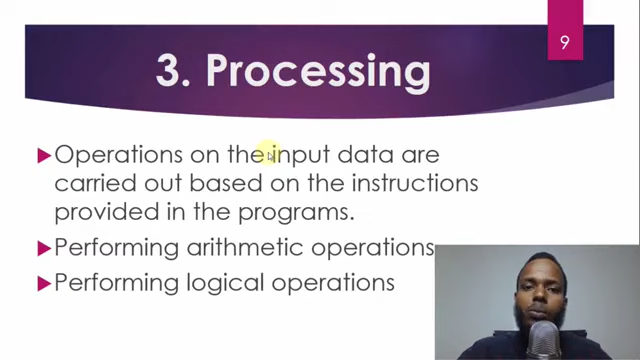 9
3. Processing
Operations on the input data are
carried out based on the instructions
provided in the programs.
Performing arithmetic operations
Performing logical operations